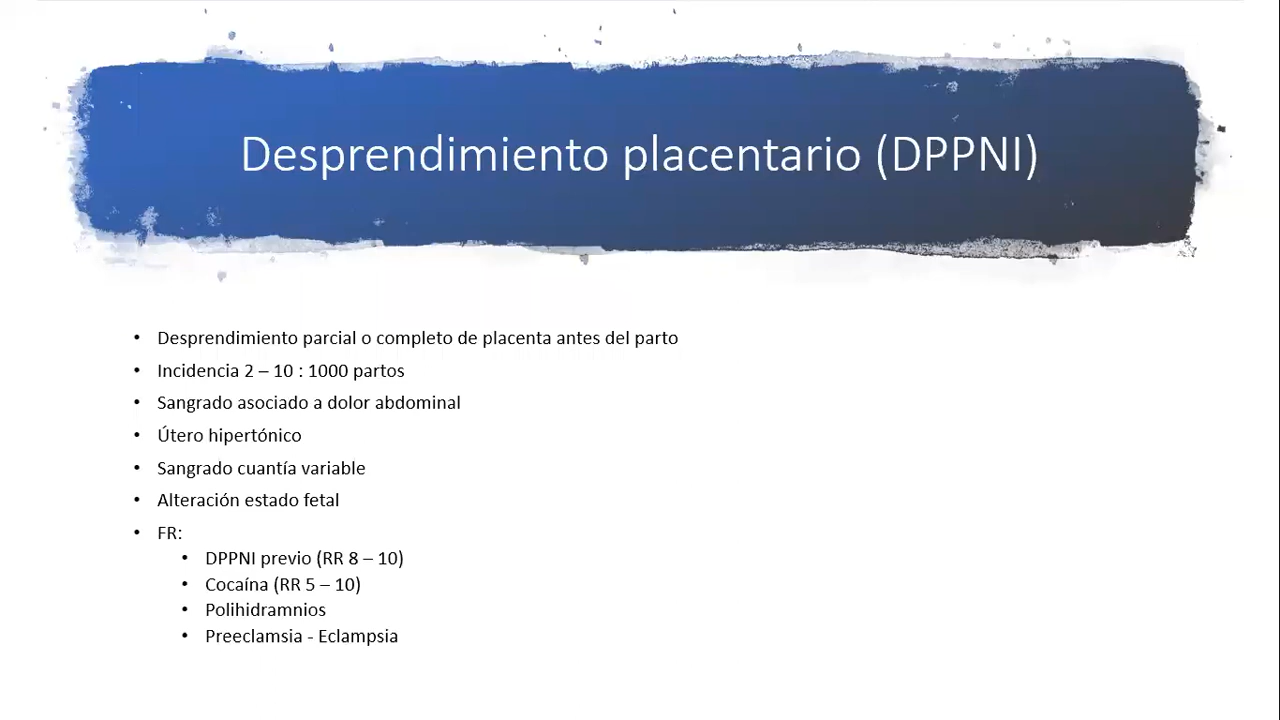 Desprendimiento placentario (DPPNI)
• Desprendimiento parcial o completo de placenta antes del parto
• Incidencia 2 – 10 : 1000 partos
• Sangrado asociado a dolor abdominal
• Útero hipertónico
• Sangrado cuantía variable
• Alteración estado fetal
• FR:
• DPPNI previo (RR 8 – 10)
• Cocaína (RR 5 – 10)
• Polihidramnios
• Preeclamsia - Eclampsia